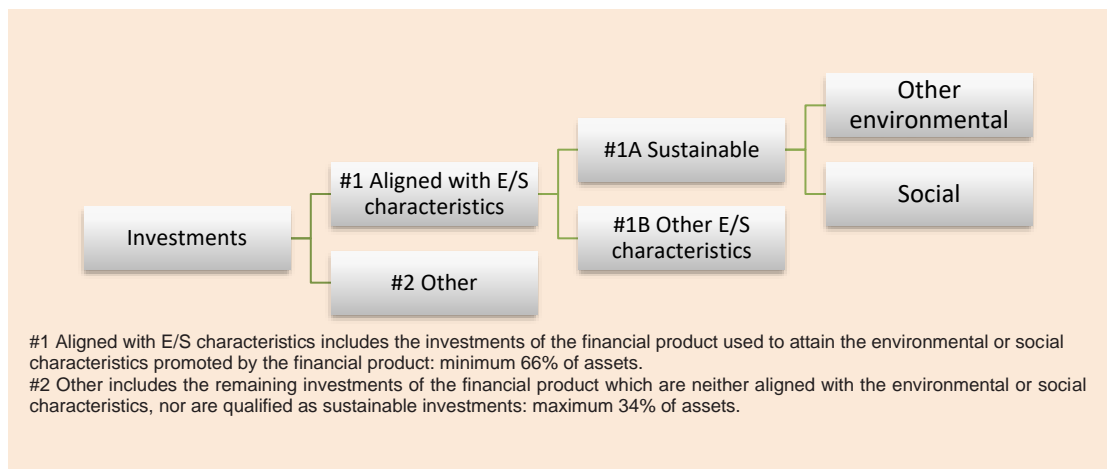 Other
environmental
#1A Sustainable
#1 Aligned with E/S
characteristics
Social
#1B Other E/S
characteristics
Investments
#2 Other
#1 Aligned with E/S characteristics includes the investments of the financial product used to attain the environmental or social
characteristics promoted by the financial product: minimum 66% of assets.
#2 Other includes the remaining investments of the financial product which are neither aligned with the environmental or social
characteristics, nor are qualified as sustainable investments: maximum 34% of assets.